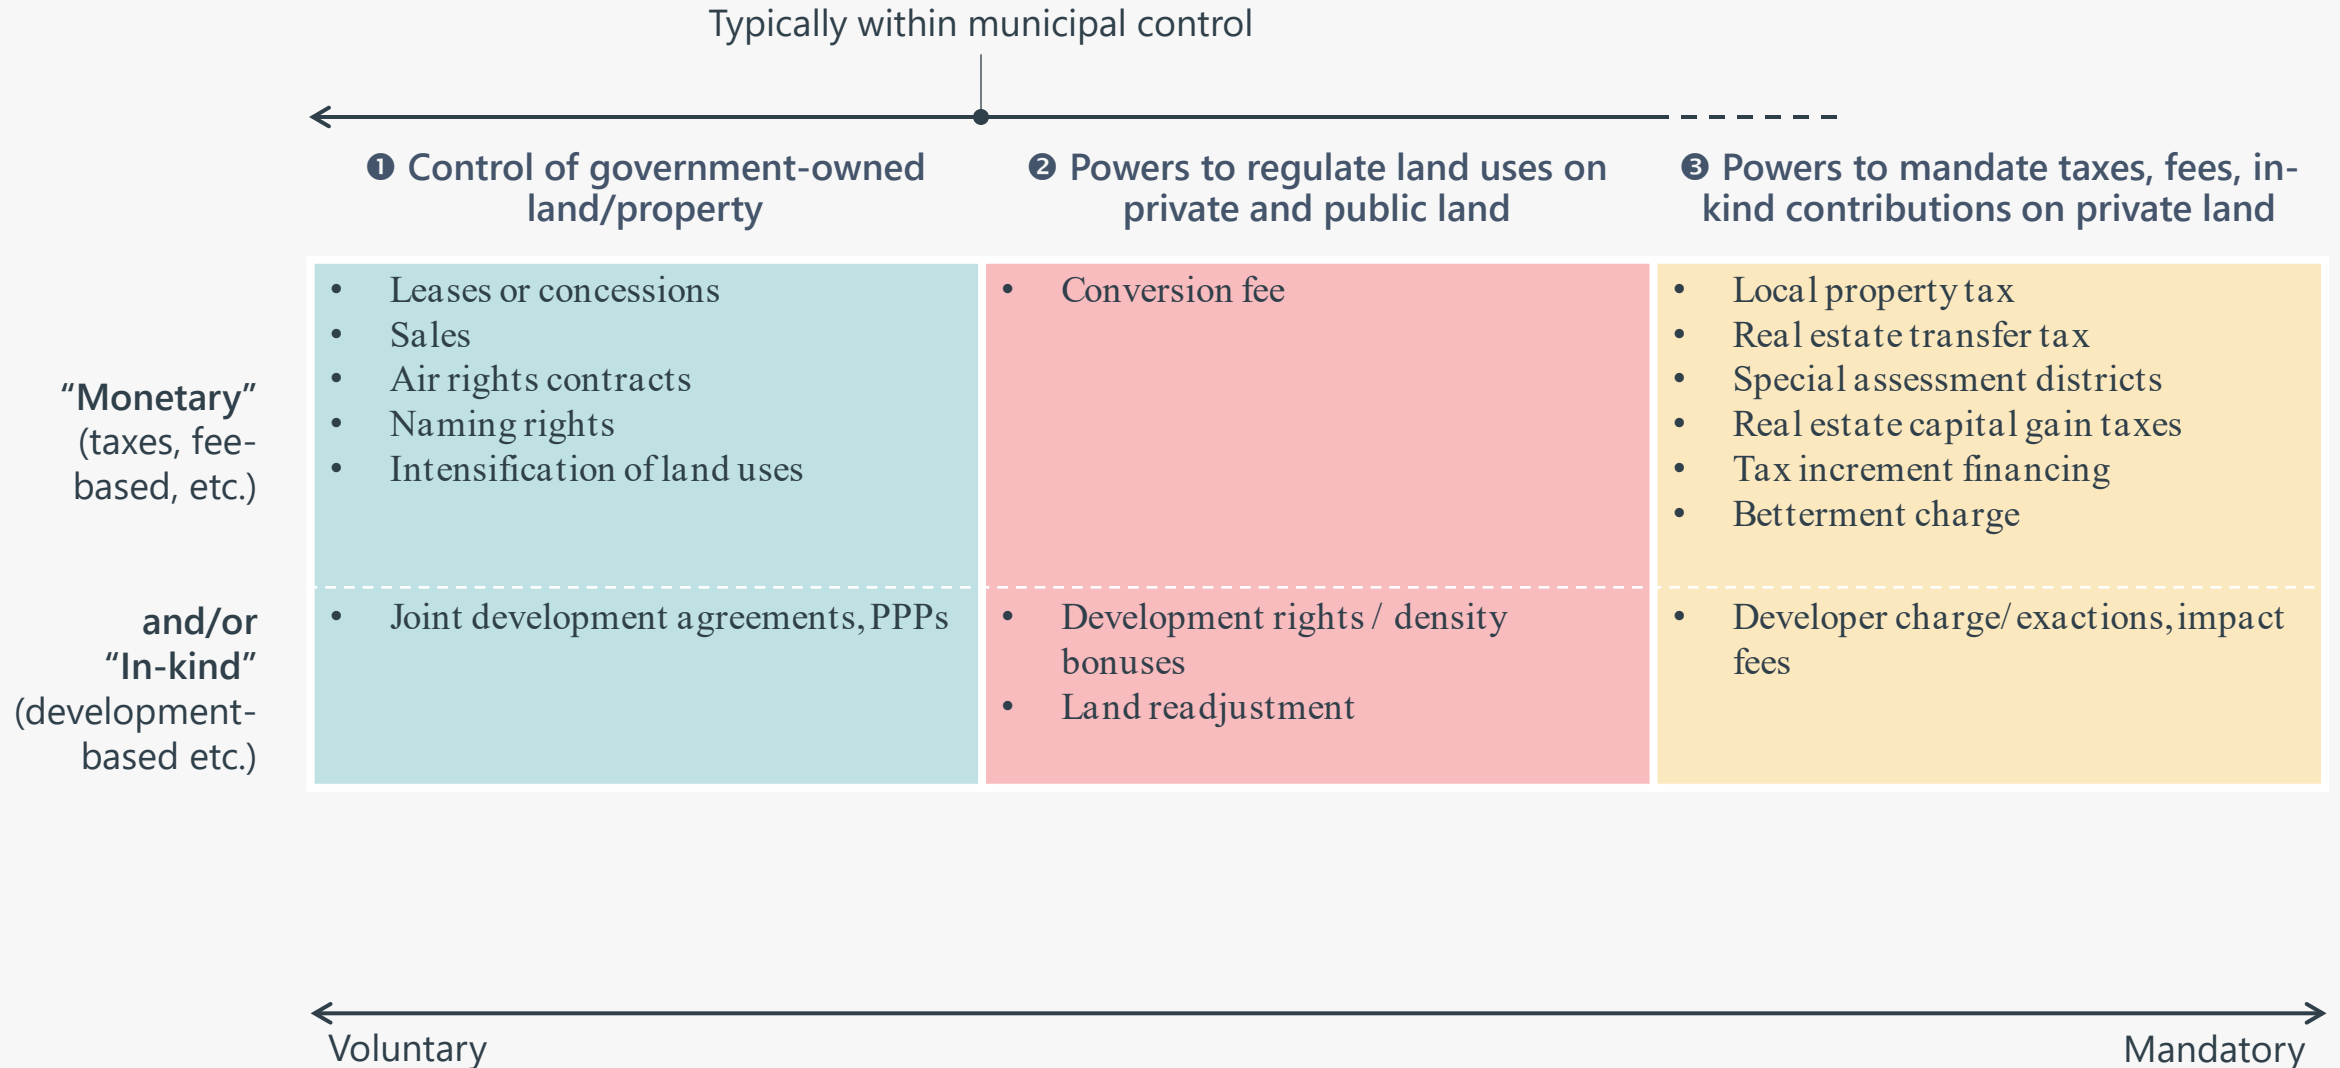 Typically within municipal control
❶ Control of government-owned
land/property
❷ Powers to regulate land uses on
private and public land
❸ Powers to mandate taxes, fees, in-
kind contributions on private land
“Monetary”
(taxes, fee-
based, etc.)
• Leases or concessions
• Sales
• Air rights contracts
• Naming rights
• Intensification of land uses
• Conversion fee
• Local property tax
• Real estate transfer tax
• Special assessment districts
• Real estate capital gain taxes
• Tax increment financing
• Betterment charge
and/or
“In-kind”
(development-
based etc.)
• Joint development agreements, PPPs
• Development rights / density
bonuses
• Land readjustment
• Developer charge/ exactions, impact
fees
Voluntary
Mandatory